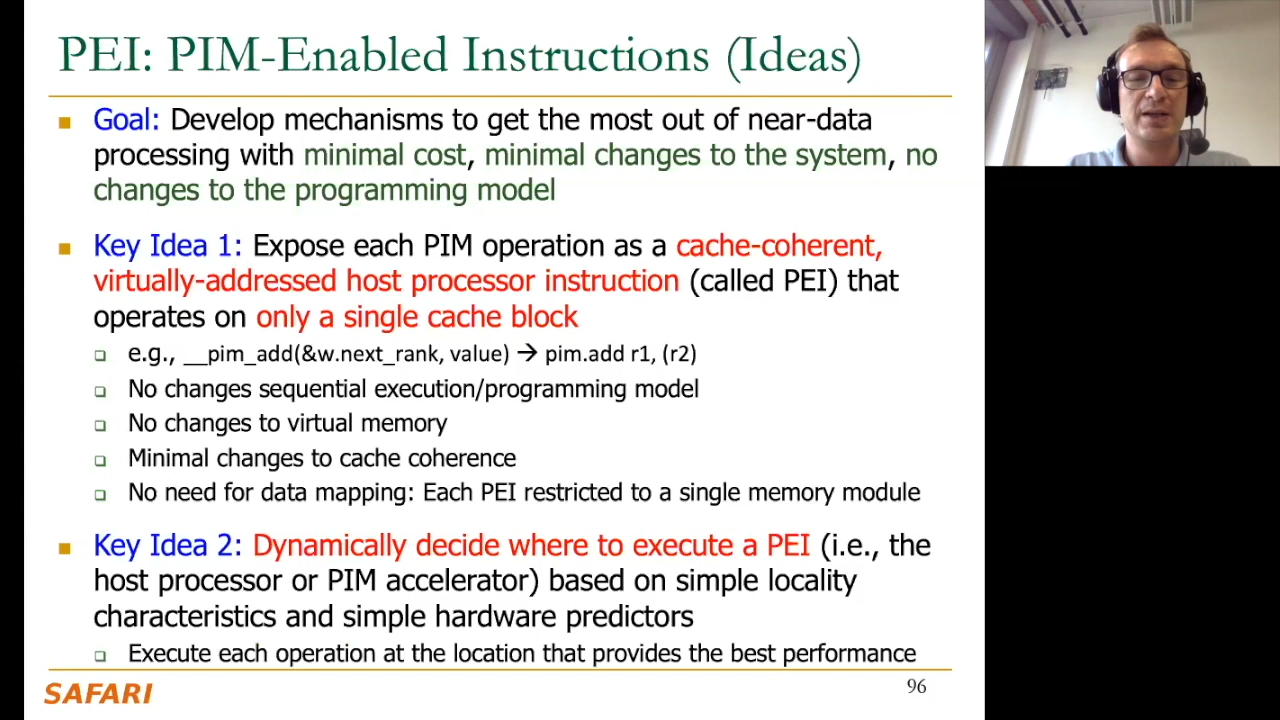 PEI: PIM-Enabled Instructions (Ideas)
Goal: Develop mechanisms to get the most out of near-data
processing with minimal cost, minimal changes to the system, no
changes to the programming model
Key Idea 1: Expose each PIM operation as a cache-coherent,
virtually-addressed host processor instruction (called PEI) that
operates on only a single cache block
e.g., __pim_add(&w.next_rank, value) → pim.add r1, (r2)
No changes sequential execution/programming model
No changes to virtual memory
Minimal changes to cache coherence
No need for data mapping: Each PEI restricted to a single memory module
Key Idea 2: Dynamically decide where to execute a PEI (i.e., the
host processor or PIM accelerator) based on simple locality
characteristics and simple hardware predictors
Execute each operation at the location that provides the best performance
SAFARI
96